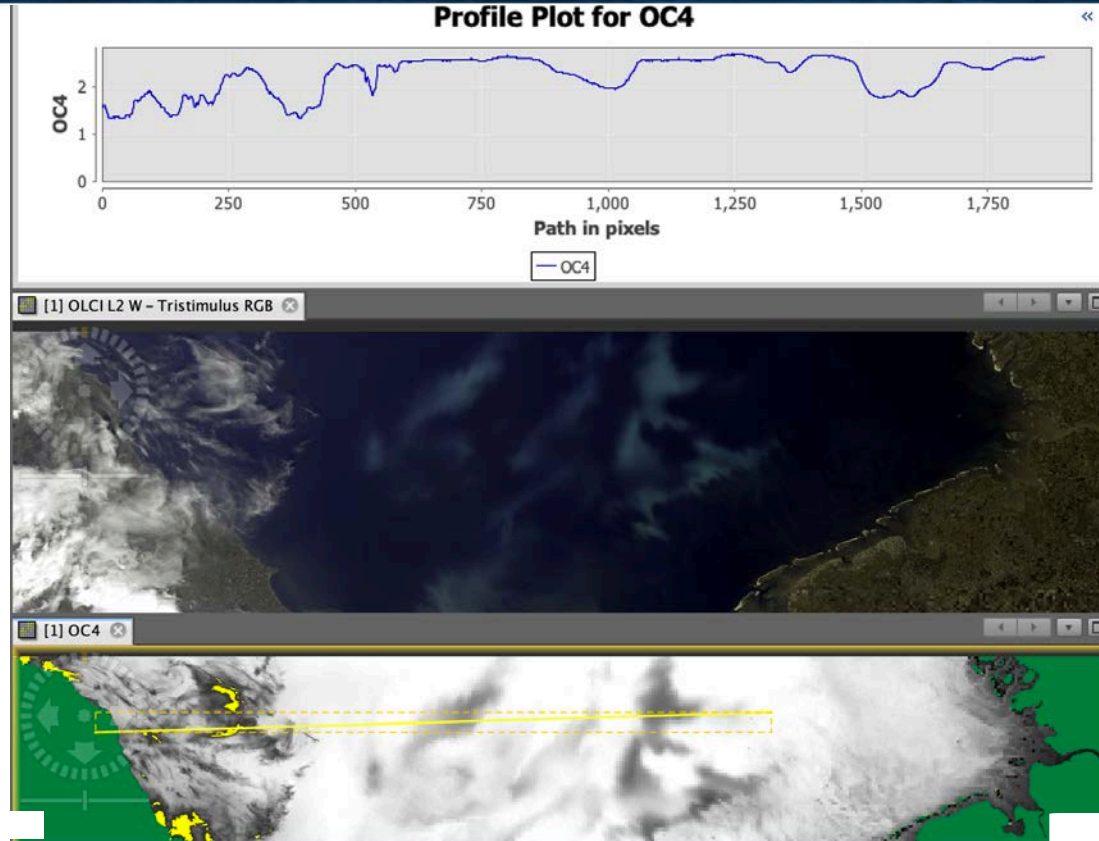 Profile Plot for OC4
«
OC4
2
1
0
0 250 500 750 1,000 1,250 1,500 1,750
Path in pixels
OC4
[1] OLCI L2 W – Tristimulus RGB
[1] OC4